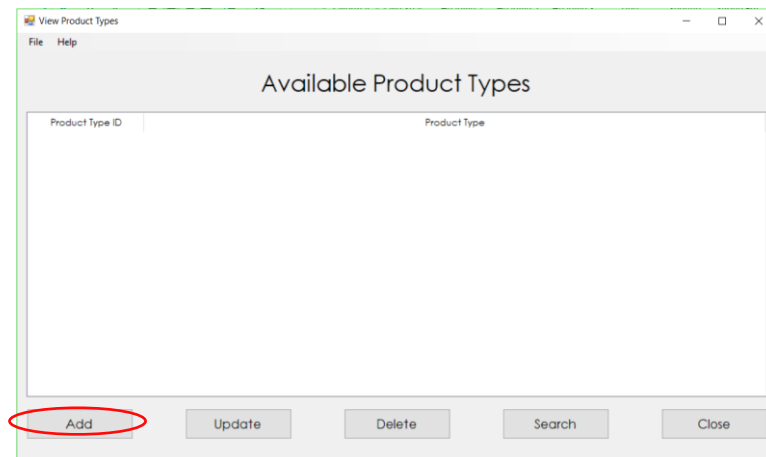 View Product Types
File Help
Available Product Types
Product Type ID Product Type
Add Update Delete Search Close